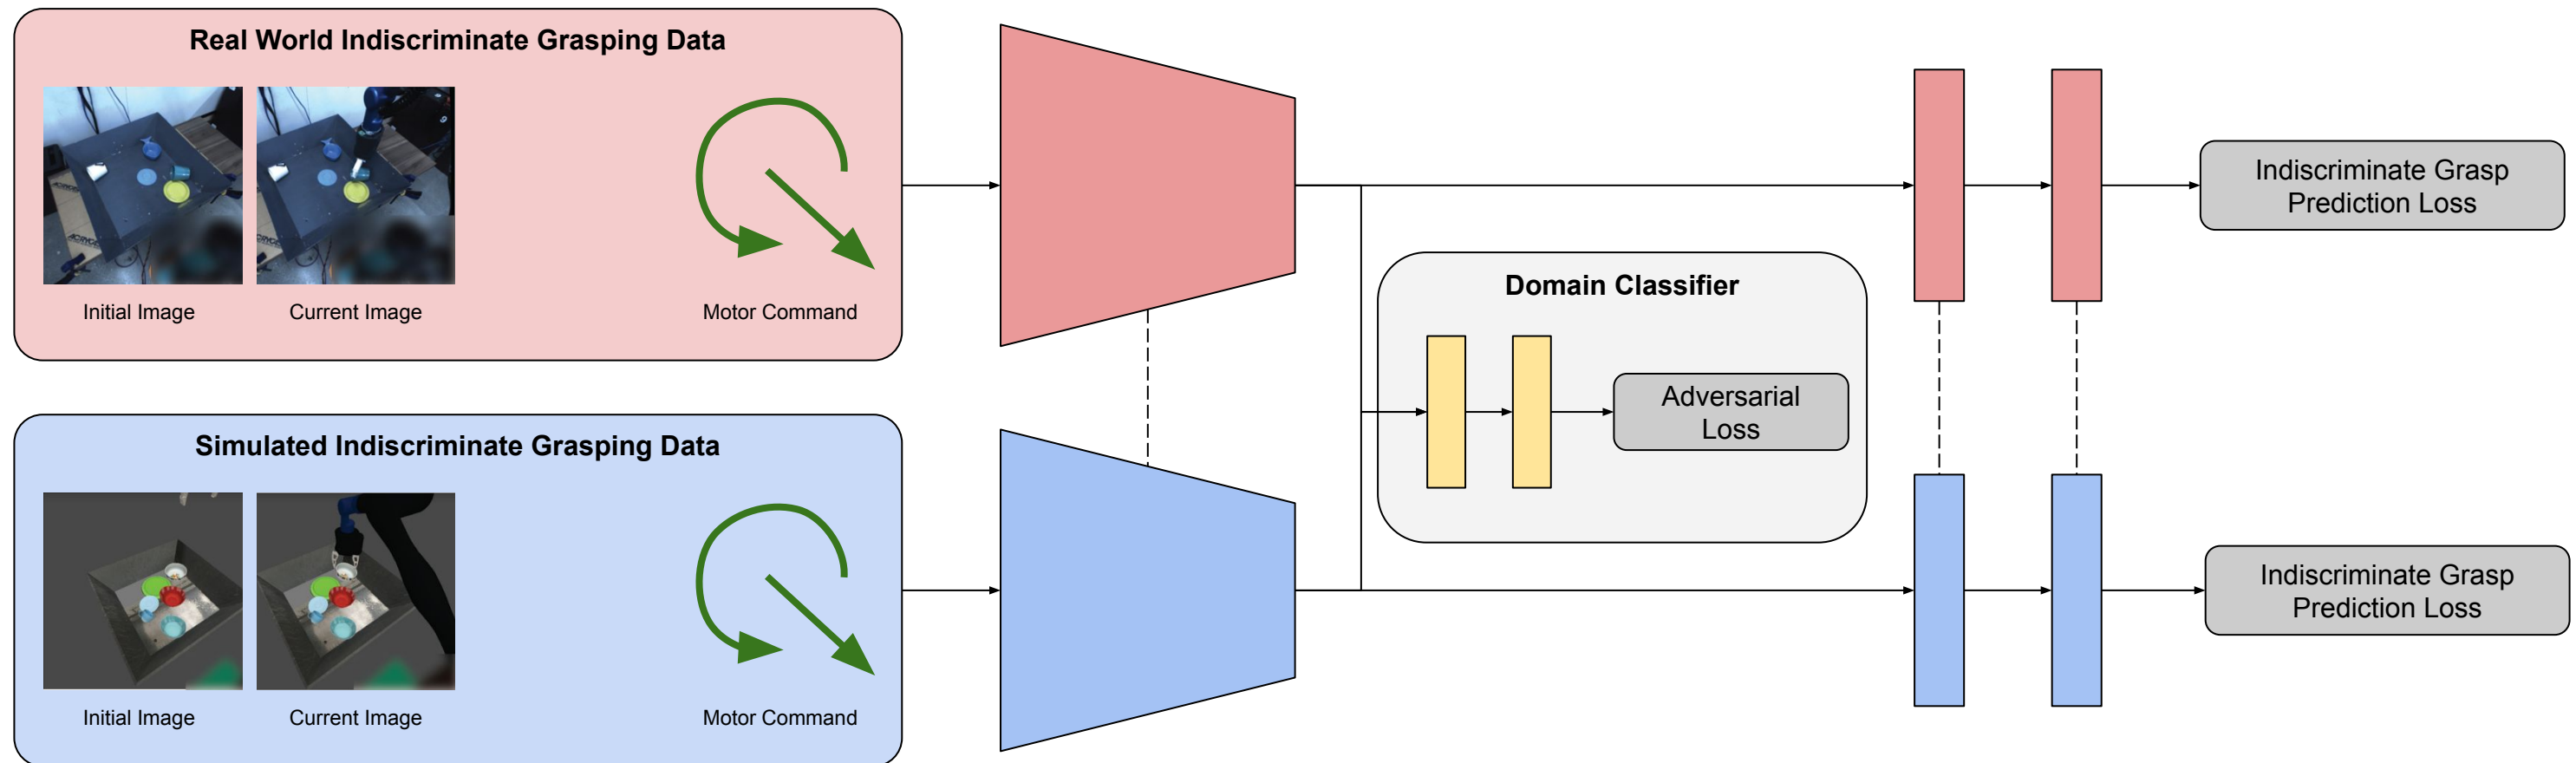 Real World Indiscriminate Grasping Data
Initial Image
Current Image
Motor Command
Indiscriminate Grasp
Prediction Loss
Domain Classifier
Adversarial
Loss
Simulated Indiscriminate Grasping Data
Initial Image
Current Image
Motor Command
Indiscriminate Grasp
Prediction Loss